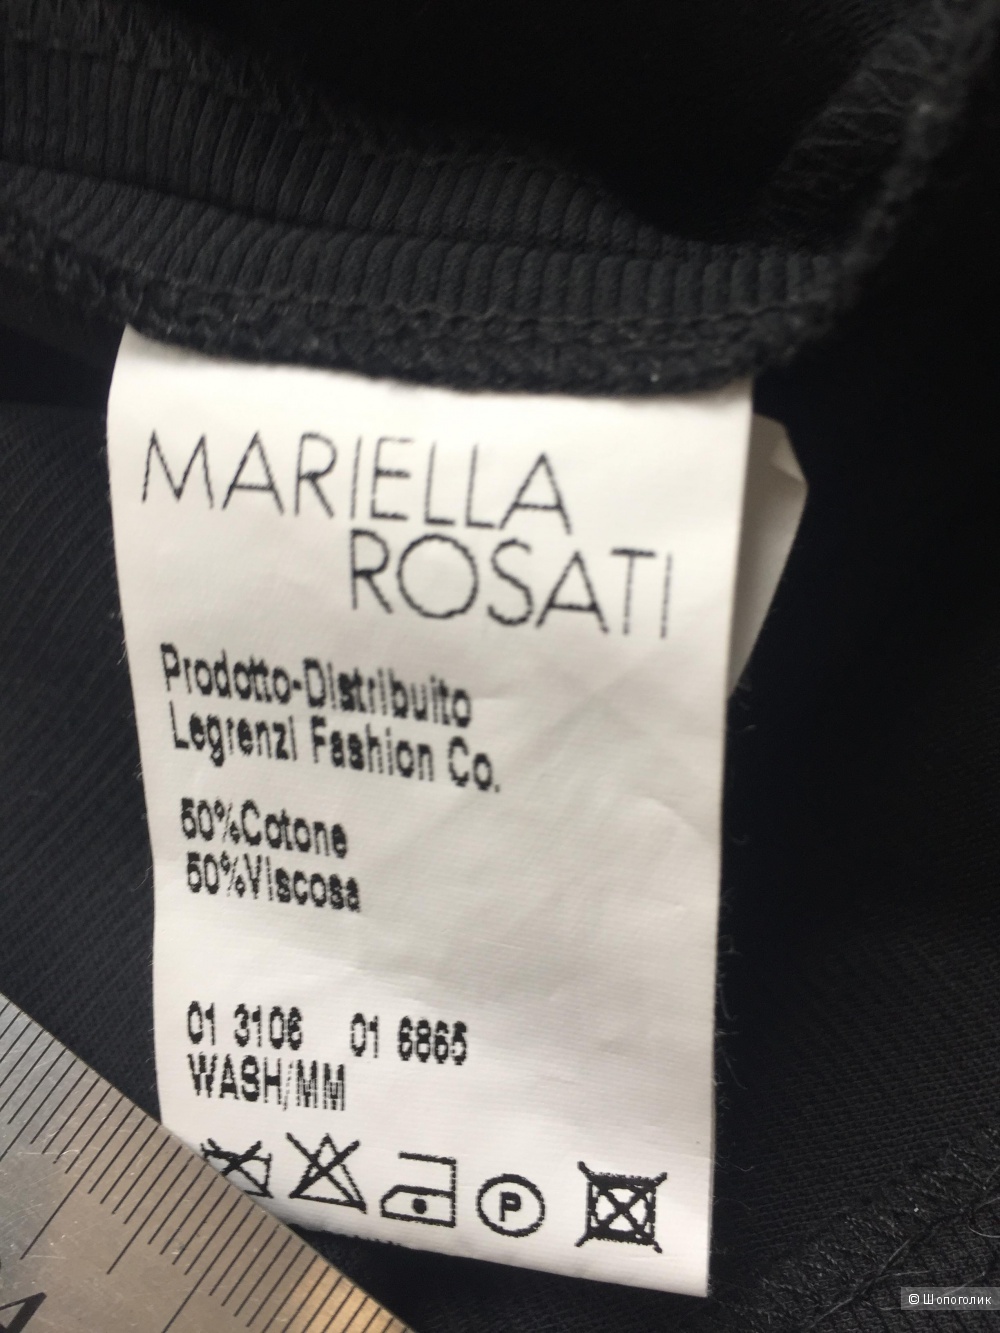 MARIELLA
ROSATI
Prodotto-Distribuito
Legrenzi Fashion Co.
50%Cotone
50%Viscosa
01 3106 01 6865
WASH/MM
P
© Шопоголик